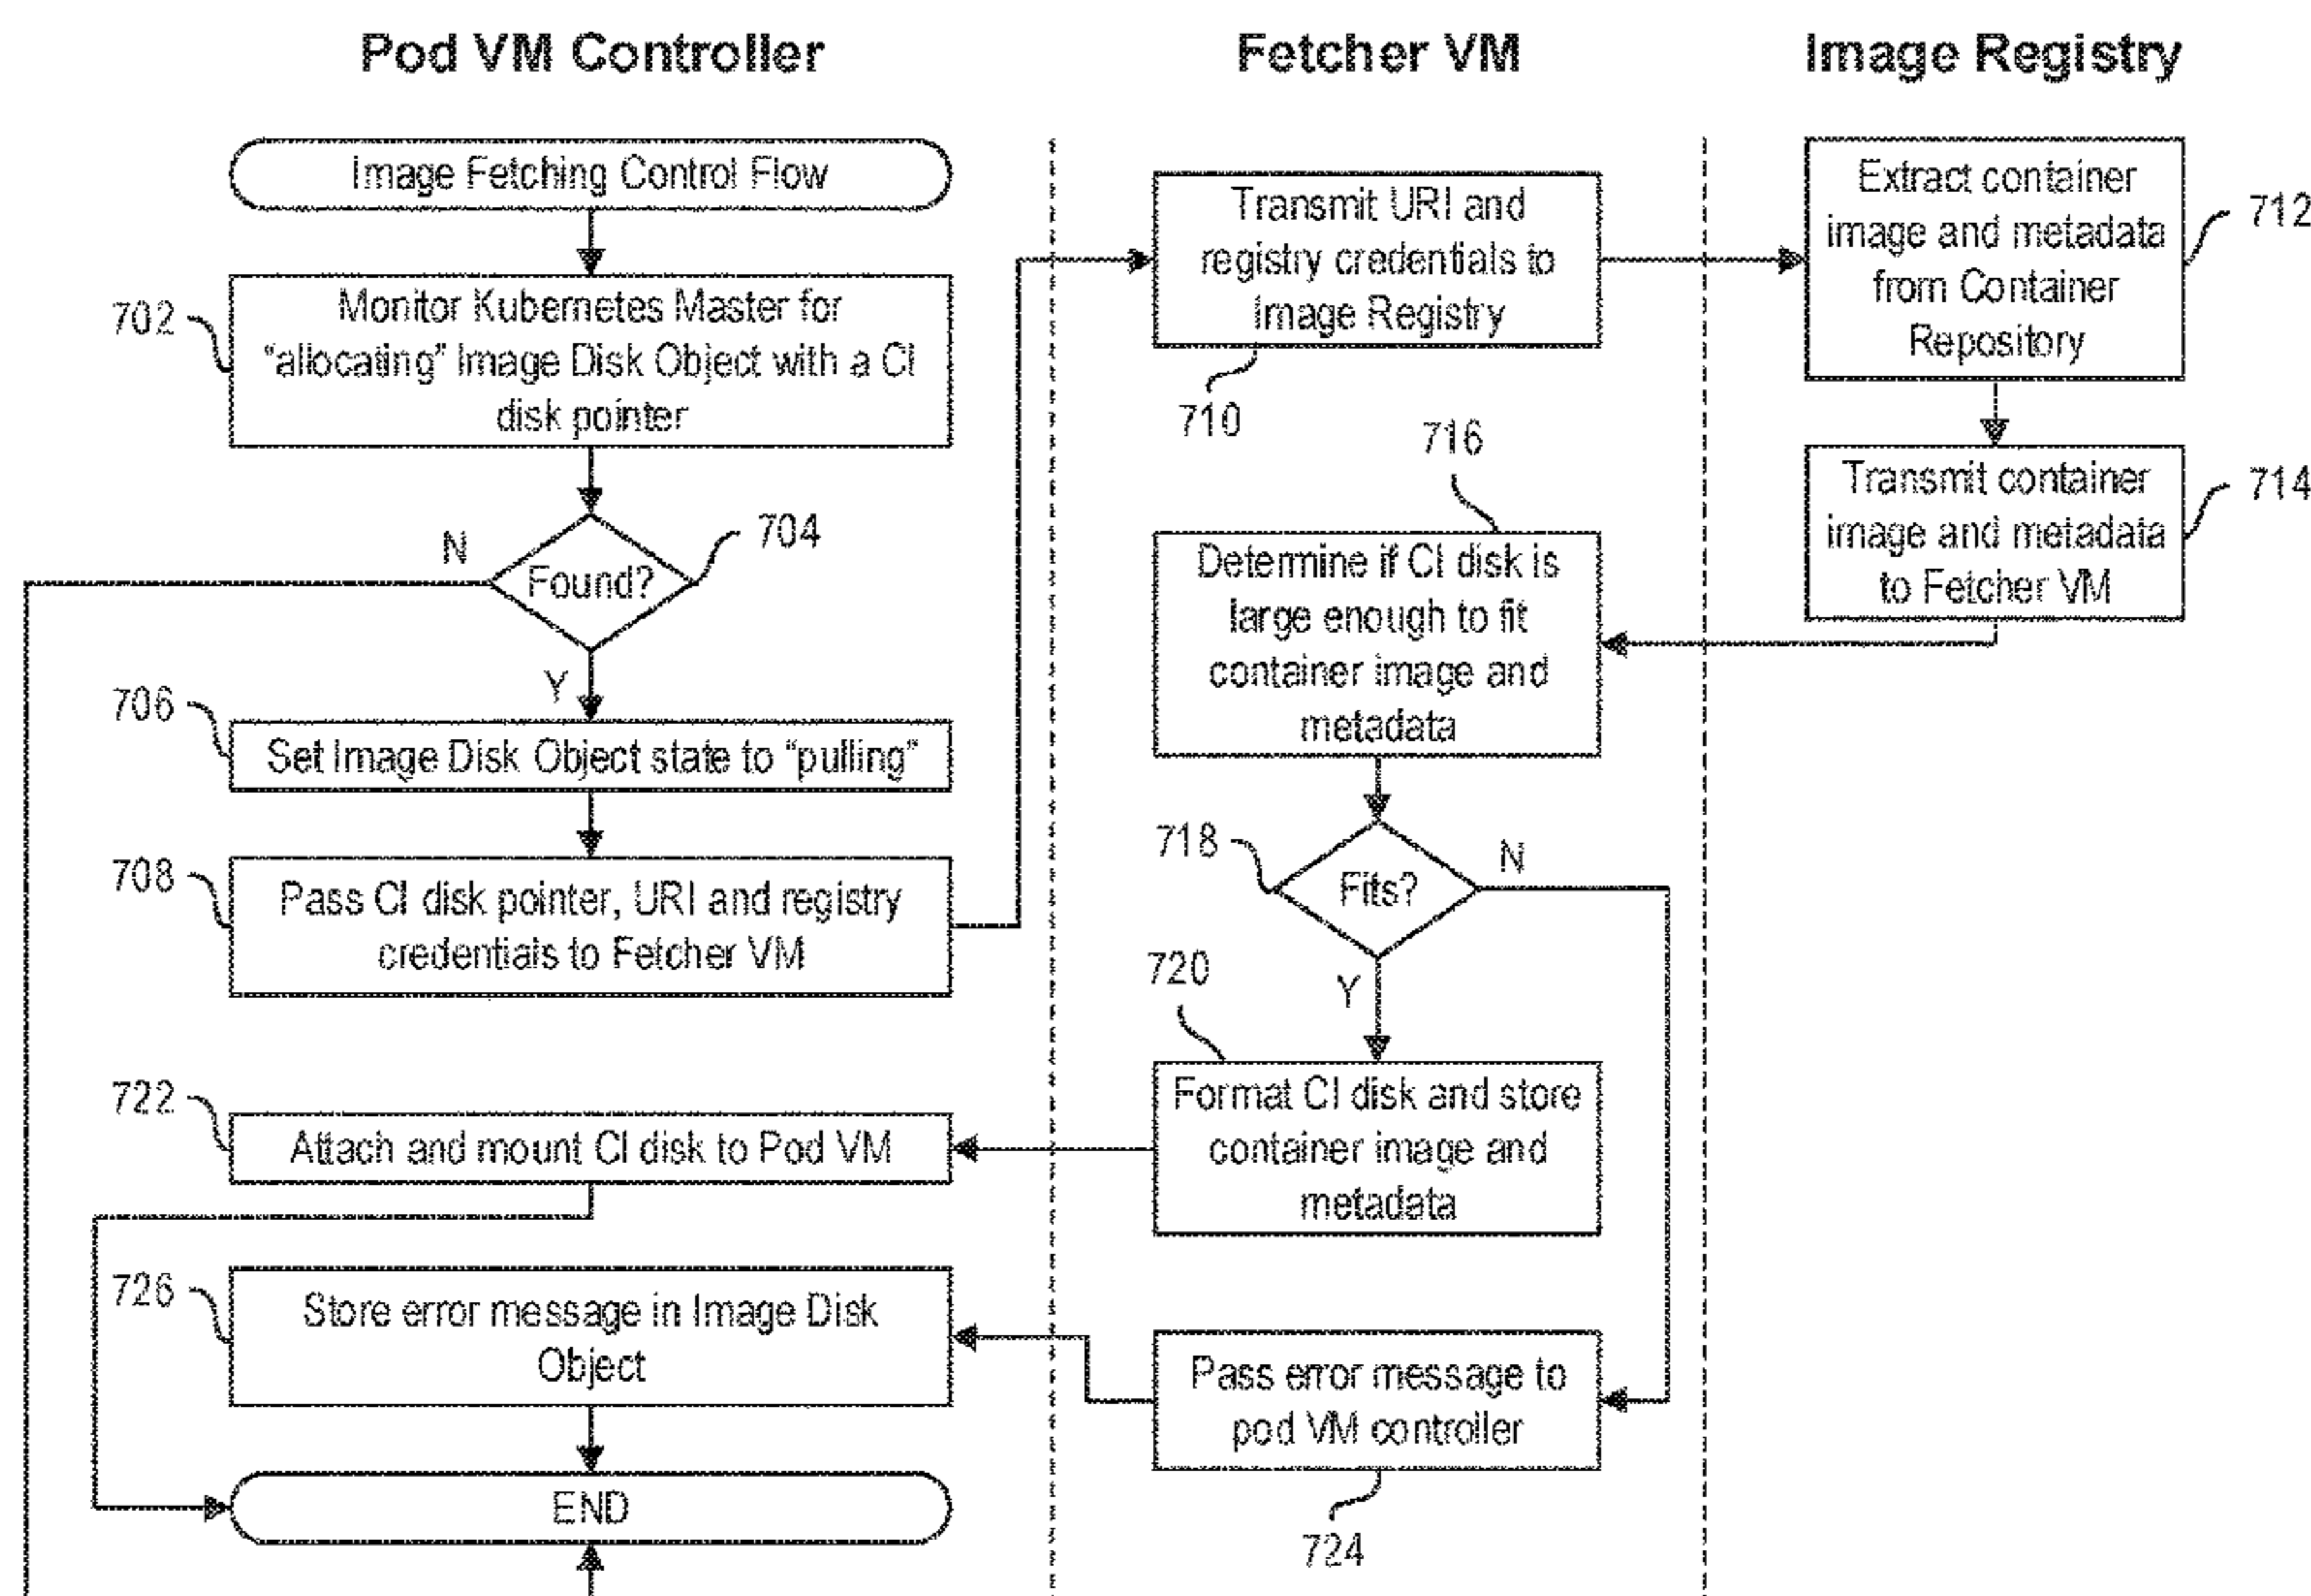 Pod VM Controller
Fetcher VM
Image Registry
Image Fetching Control Flow
702
Monitor Kubernetes Master for
“allocating” Image Disk Object with a CI
disk pointer
N
Found?
704
Y
706
Set Image Disk Object state to “pulling”
708
Pass CI disk pointer, URI and registry
credentials to Fetcher VM
722
Attach and mount CI disk to Pod VM
726
Store error message in Image Disk
Object
END
Transmit URI and
registry credentials to
Image Registry
710
716
Determine if CI disk is
large enough to fit
container image and
metadata
718
Fits?
N
Y
720
Format CI disk and store
container image and
metadata
Pass error message to
pod VM controller
724
Extract container
image and metadata
from Container
Repository
712
Transmit container
image and metadata
to Fetcher VM
714